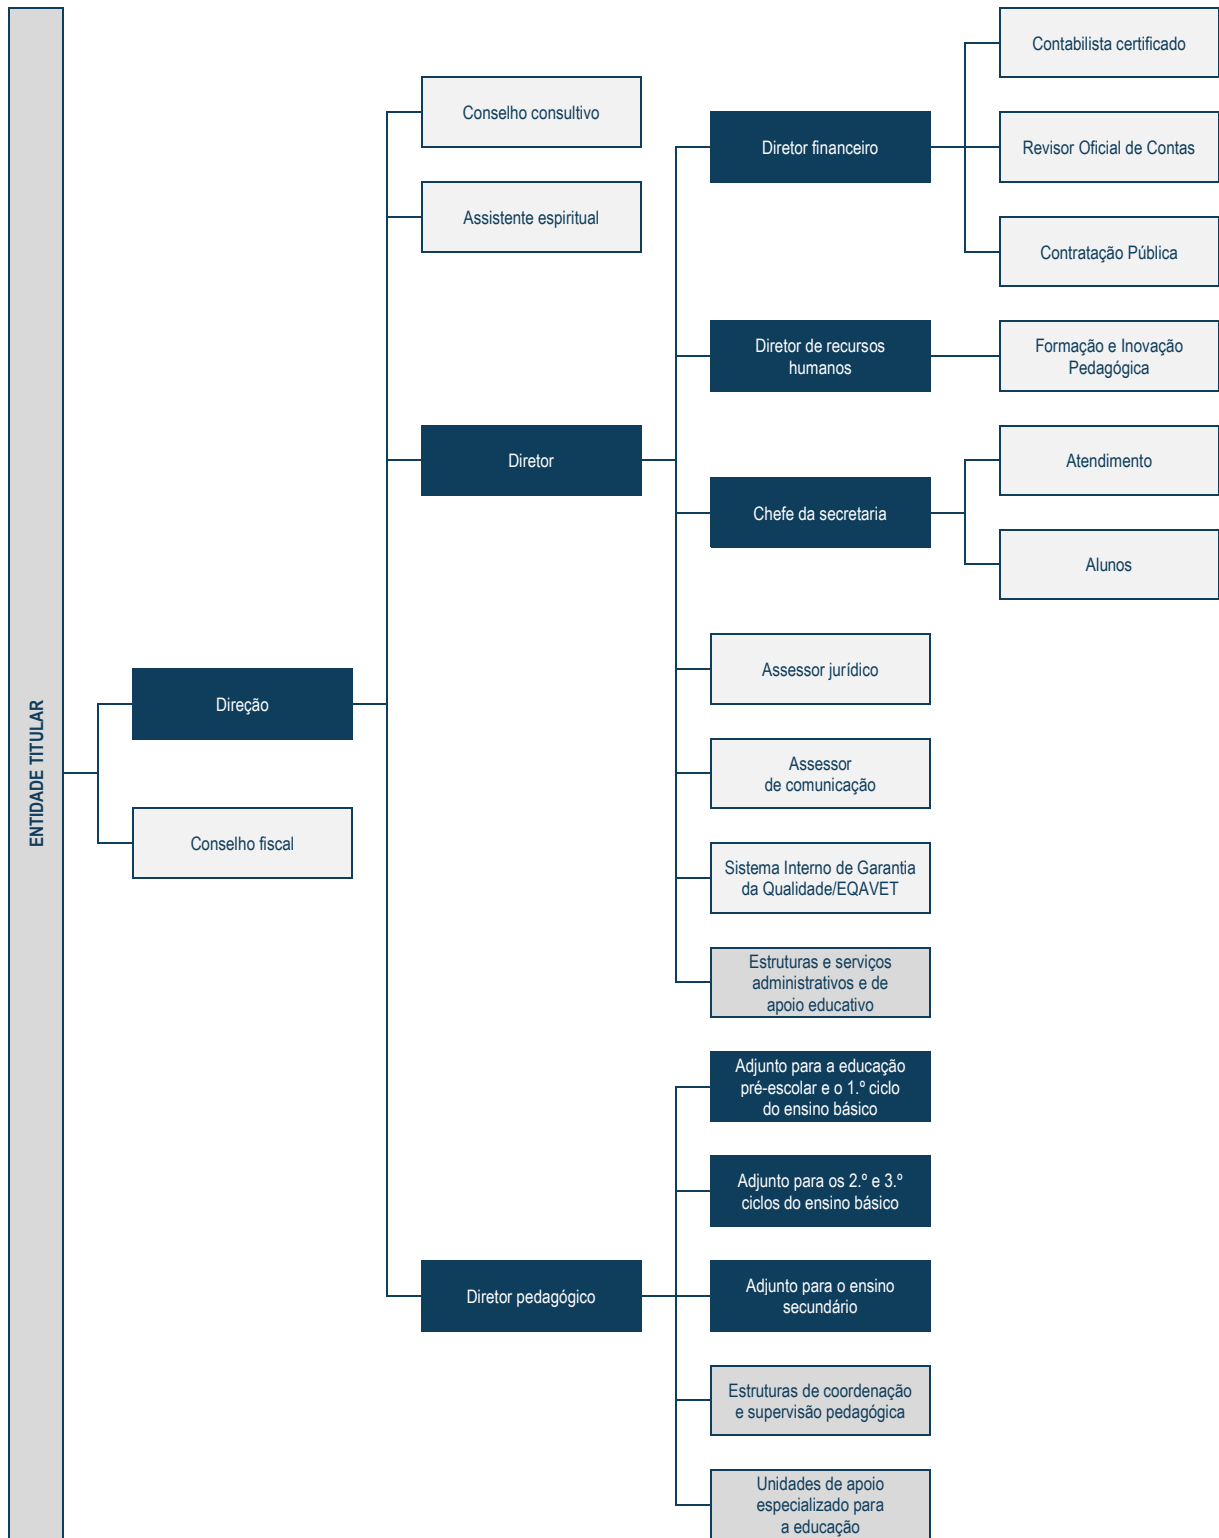 ENTIDADE TITULAR
Direção
Conselho fiscal
Conselho consultivo
Assistente espiritual
Diretor
Diretor pedagógico
Diretor financeiro
Diretor de recursos
humanos
Chefe da secretaria
Assessor jurídico
Assessor
de comunicação
Sistema Interno de Garantia
da Qualidade/EQAVET
Estruturas e serviços
administrativos e de
apoio educativo
Adjunto para a educação
pré-escolar e o 1.º ciclo
do ensino básico
Adjunto para os 2.º e 3.º
ciclos do ensino básico
Adjunto para o ensino
secundário
Estruturas de coordenação
e supervisão pedagógica
Unidades de apoio
especializado para
a educação
Contabilista certificado
Revisor Oficial de Contas
Contratação Pública
Formação e Inovação
Pedagógica
Atendimento
Alunos